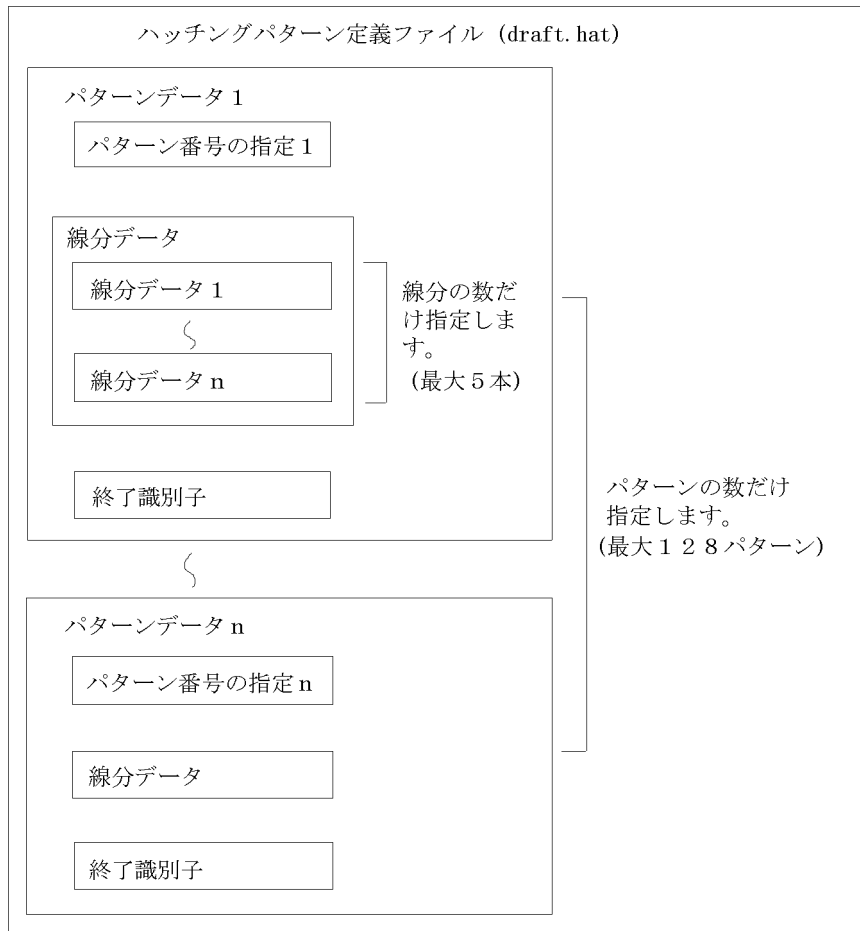 ハッチングパターン定義ファイル (draft.hat)
パターンデータ１
パターン番号の指定１
線分データ
線分データ１
線分データｎ
線分の数だ
け指定しま
す。
(最大５本)
終了識別子
パターンの数だけ
指定します。
(最大１２８パターン)
パターンデータｎ
パターン番号の指定ｎ
線分データ
終了識別子